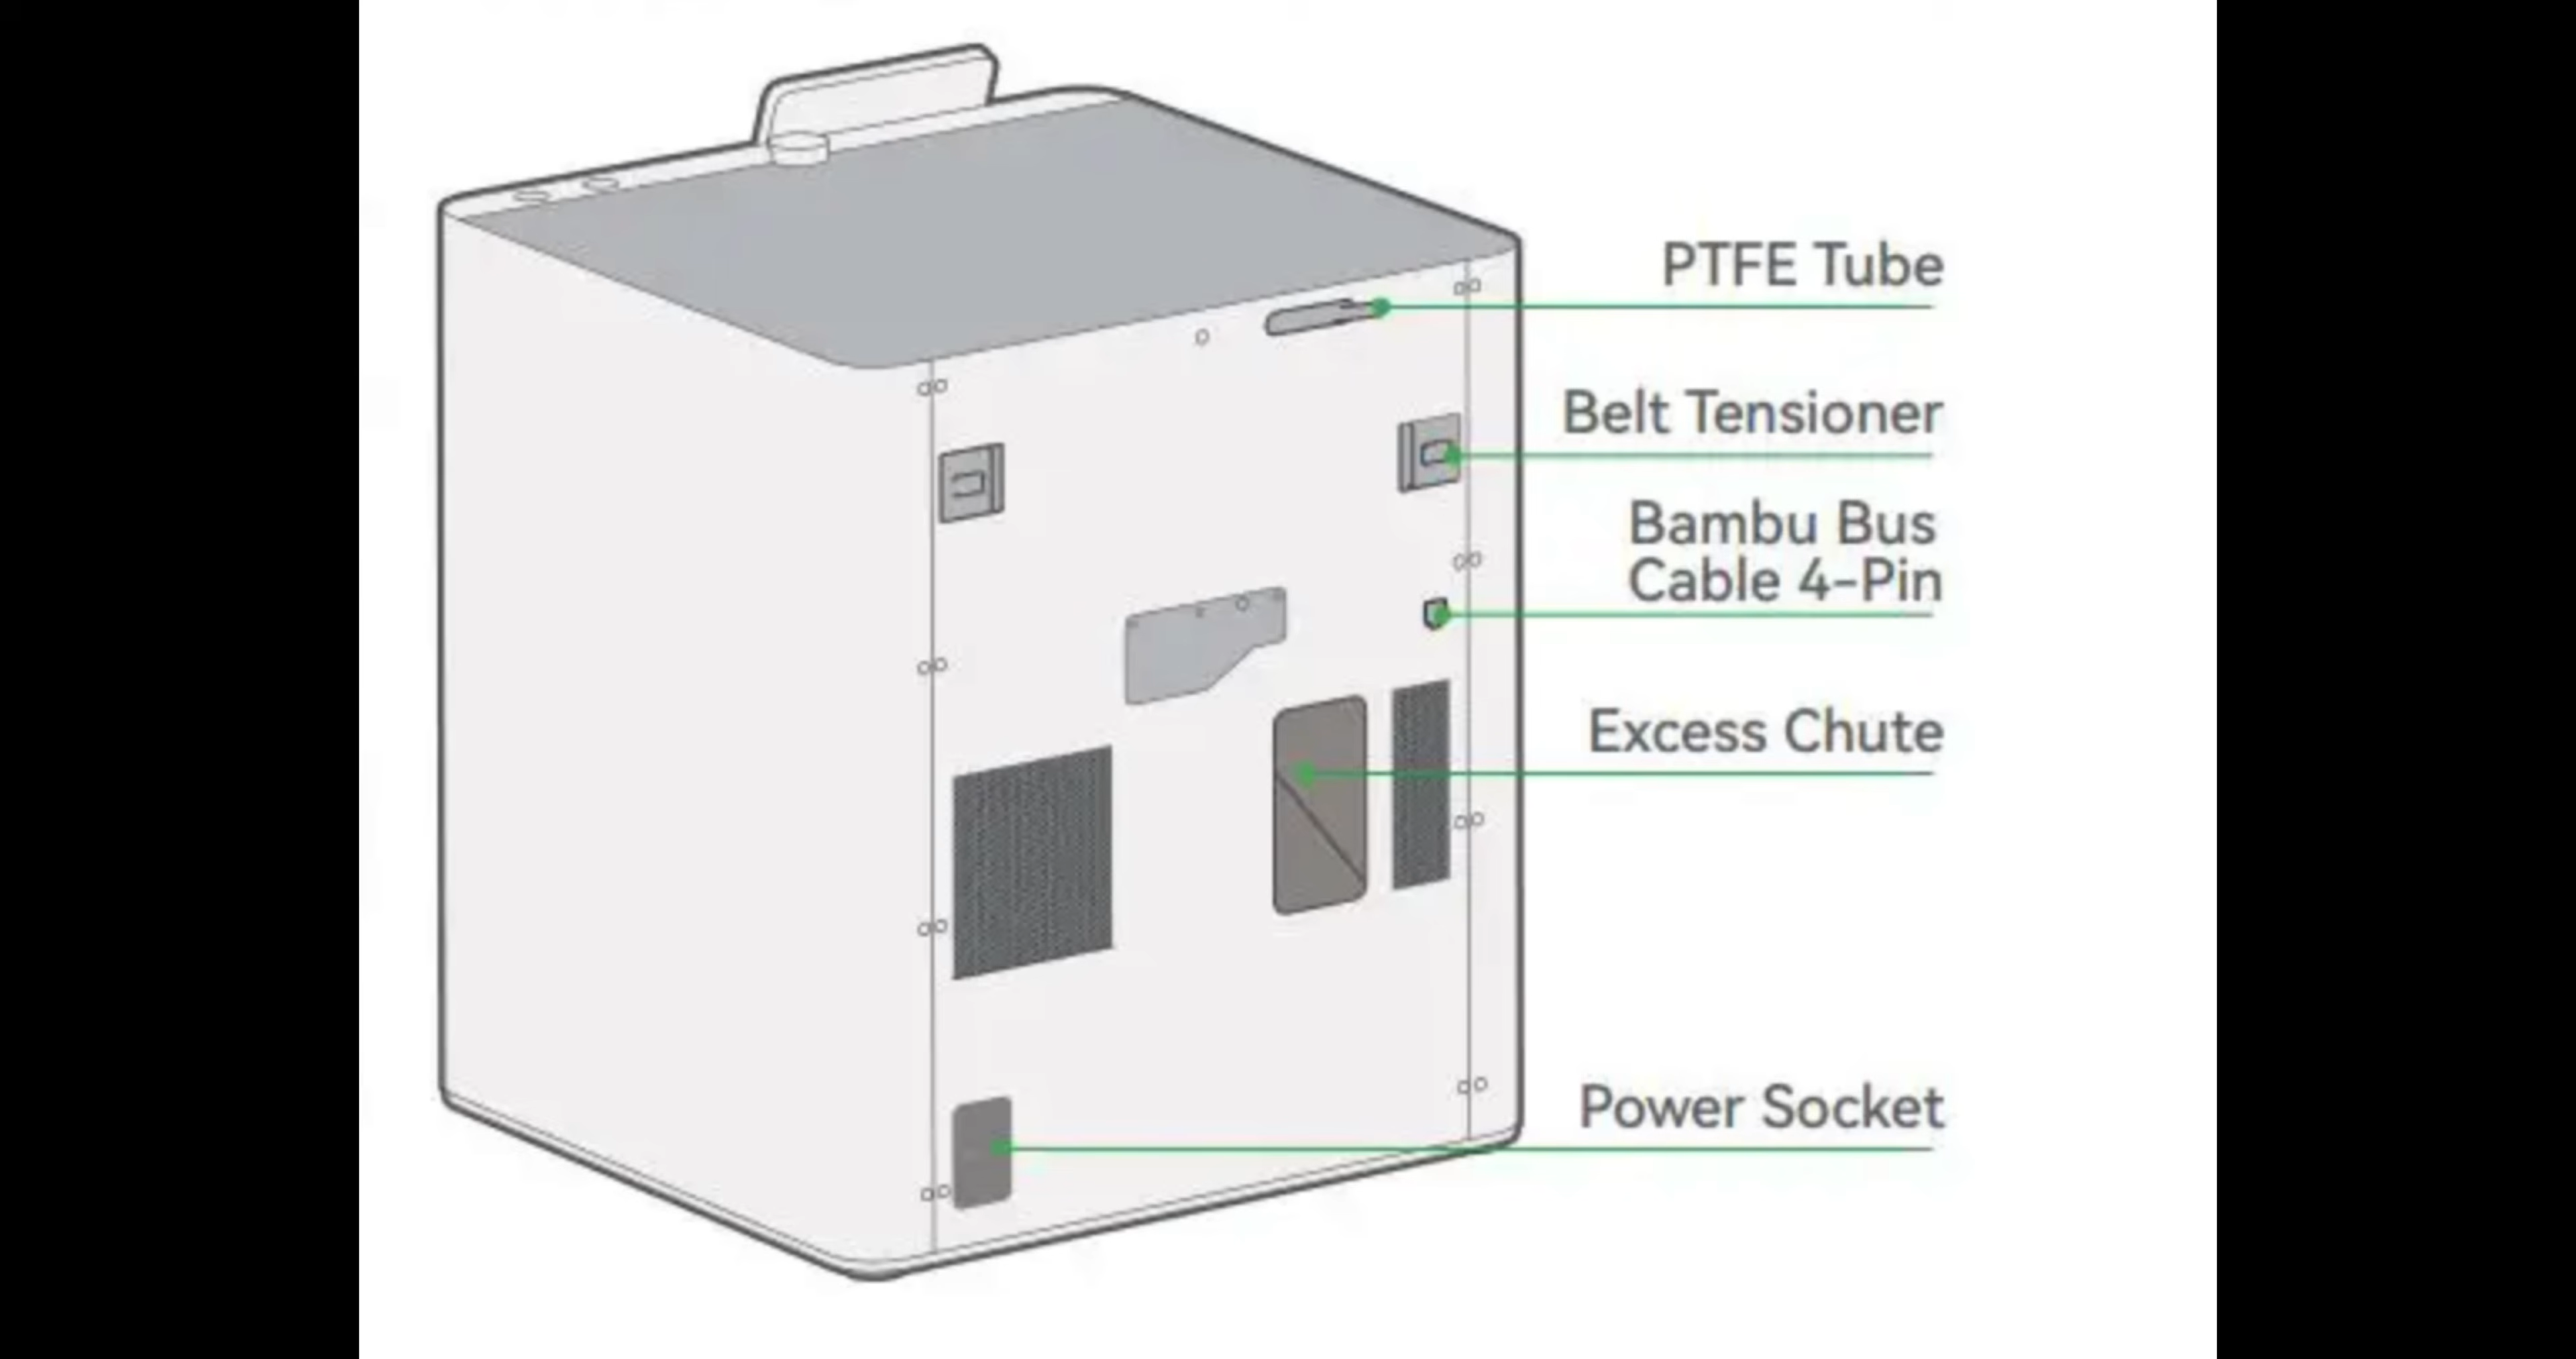 PTFE Tube
Belt Tensioner
Bambu Bus
Cable 4-Pin
Excess Chute
Power Socket